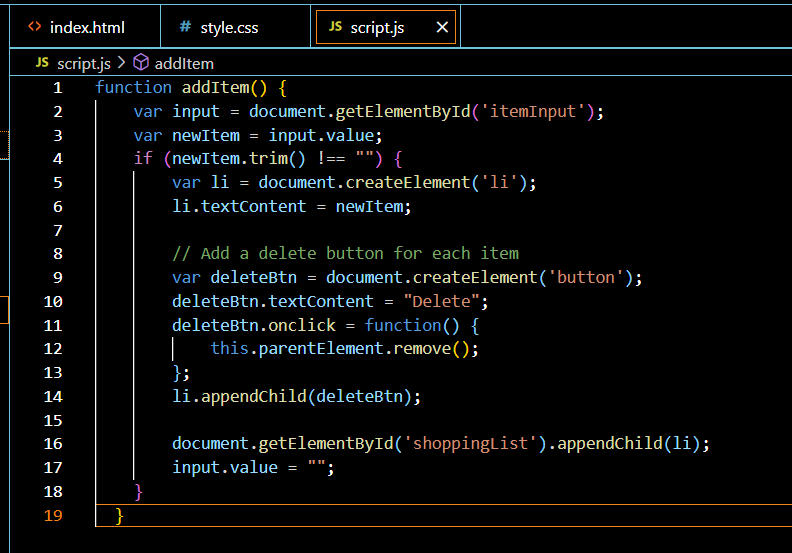 index.html
# style.css
JS script.js ×
JS script.js > addItem
1 function addItem() {
2     var input = document.getElementById('itemInput');
3     var newItem = input.value;
4     if (newItem.trim() !== "") {
5         var li = document.createElement('li');
6         li.textContent = newItem;
7
8         // Add a delete button for each item
9         var deleteBtn = document.createElement('button');
10         deleteBtn.textContent = "Delete";
11         deleteBtn.onclick = function() {
12             this.parentElement.remove();
13         };
14         li.appendChild(deleteBtn);
15
16         document.getElementById('shoppingList').appendChild(li);
17         input.value = "";
18     }
19   }